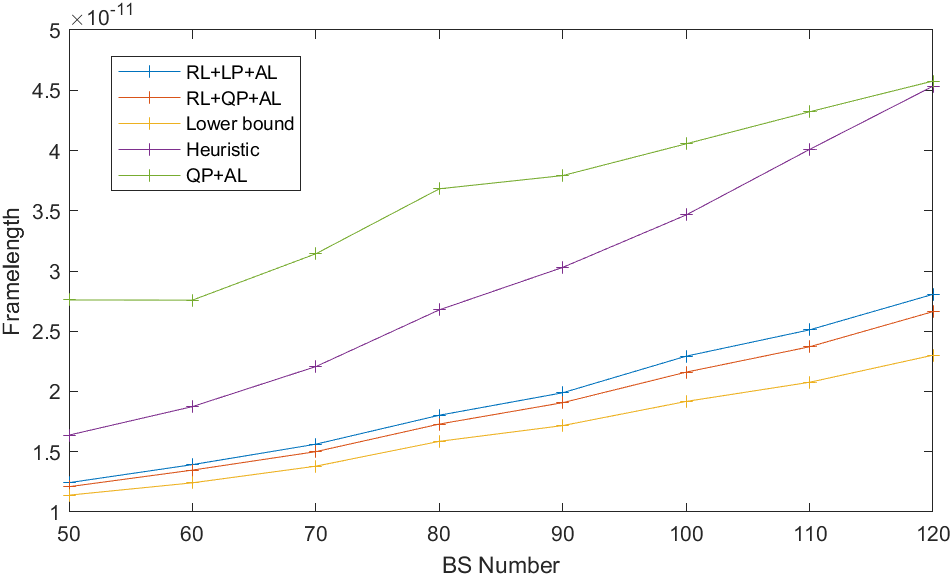 ×10⁻¹¹
5
4.5
4
3.5
3
2.5
2
1.5
1
Framelength
RL+LP+AL
RL+QP+AL
Lower bound
Heuristic
QP+AL
50 60 70 80 90 100 110 120
BS Number